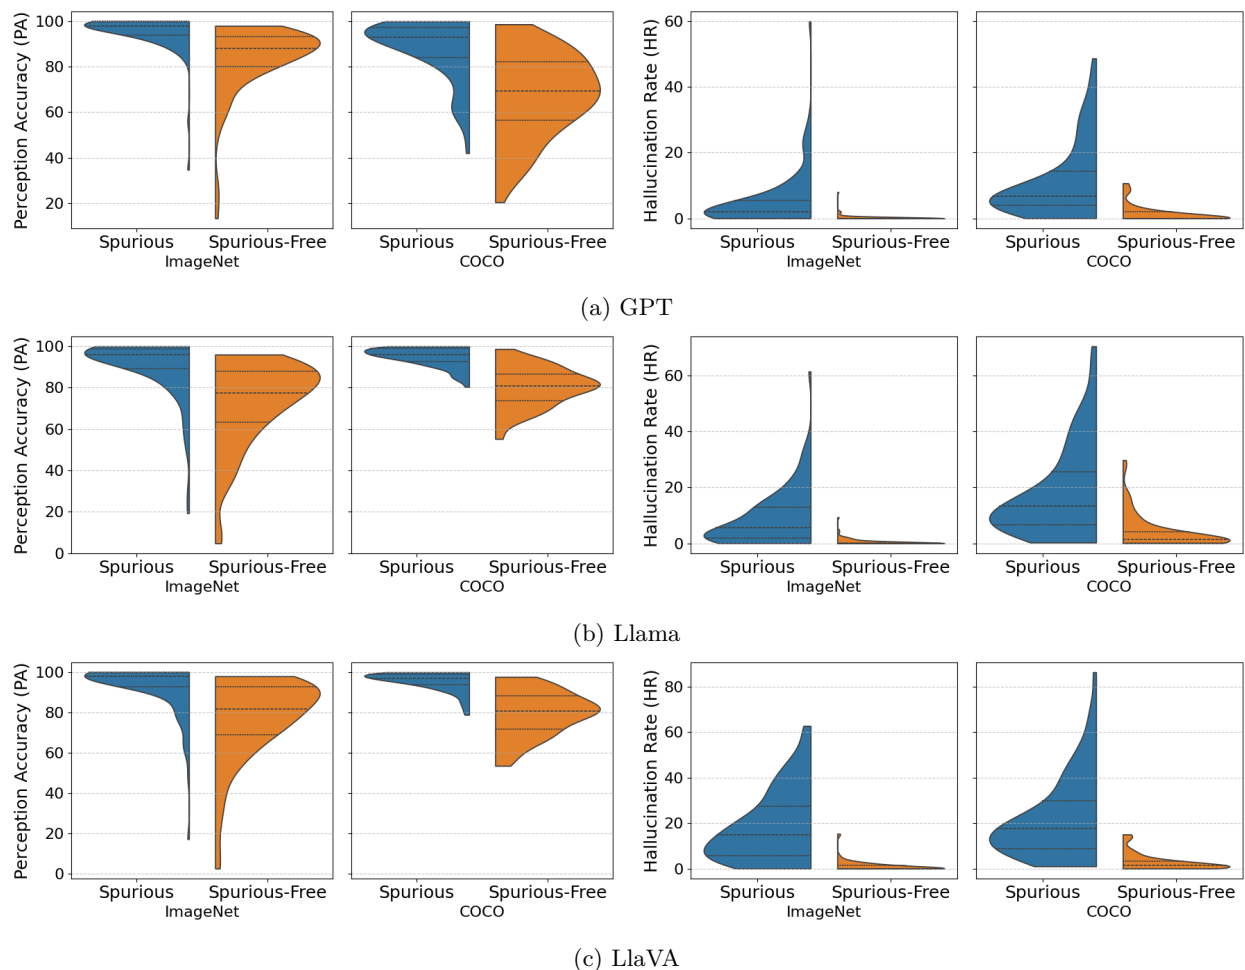 Perception Accuracy (PA)
100
80
60
40
20
Spurious Spurious-Free
ImageNet
Spurious Spurious-Free
COCO
Hallucination Rate (HR)
60
40
20
0
Spurious Spurious-Free
ImageNet
Spurious Spurious-Free
COCO
(a) GPT
Perception Accuracy (PA)
100
80
60
40
20
0
Spurious Spurious-Free
ImageNet
Spurious Spurious-Free
COCO
Hallucination Rate (HR)
60
40
20
0
Spurious Spurious-Free
ImageNet
Spurious Spurious-Free
COCO
(b) Llama
Perception Accuracy (PA)
100
80
60
40
20
0
Spurious Spurious-Free
ImageNet
Spurious Spurious-Free
COCO
Hallucination Rate (HR)
80
60
40
20
0
Spurious Spurious-Free
ImageNet
Spurious Spurious-Free
COCO
(c) LlaVA